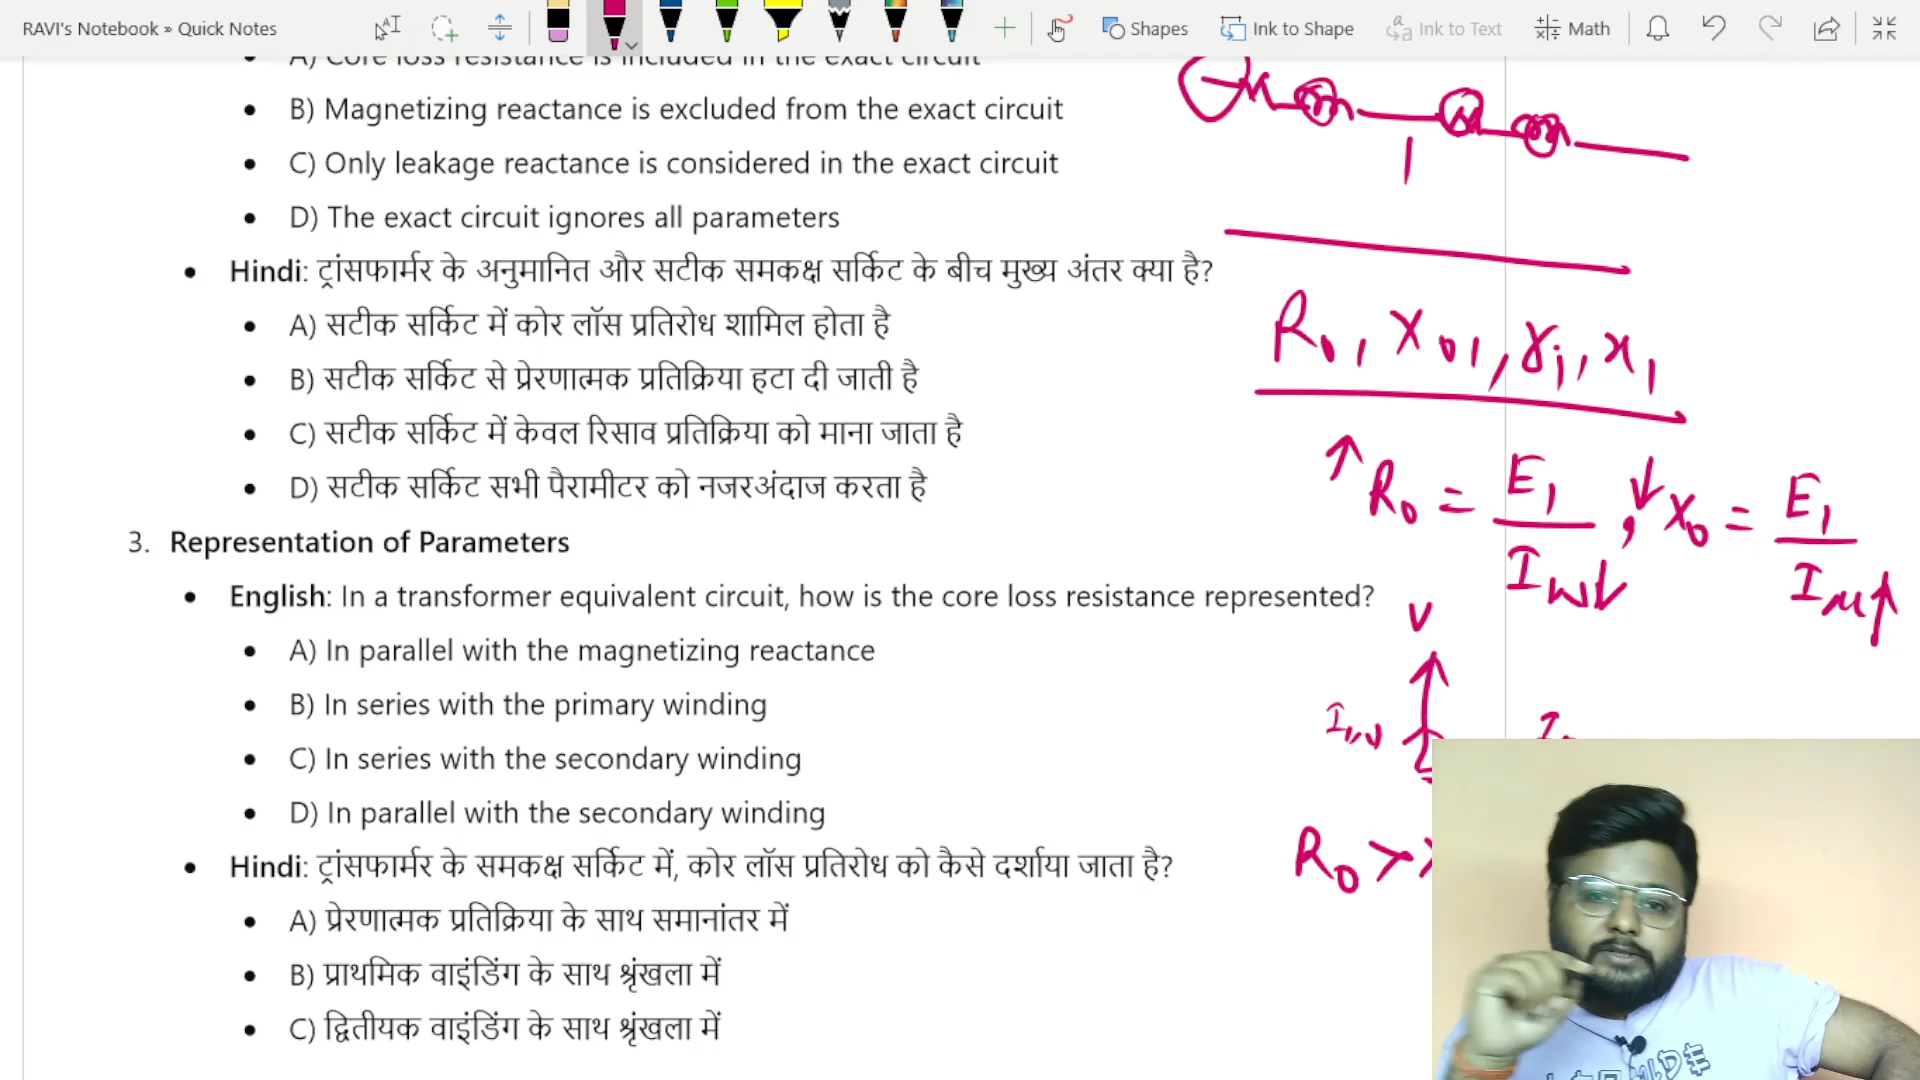 RAVI's Notebook » Quick Notes
Shapes
Ink to Shape
Ink to Text
Math
A) Core loss resistance is included in the exact circuit
B) Magnetizing reactance is excluded from the exact circuit
C) Only leakage reactance is considered in the exact circuit
D) The exact circuit ignores all parameters
Hindi: ट्रांसफार्मर के अनुमानित और सटीक समकक्ष सर्किट के बीच मुख्य अंतर क्या है?
A) सटीक सर्किट में कोर लॉस प्रतिरोध शामिल होता है
B) सटीक सर्किट से प्रेरणात्मक प्रतिक्रिया हटा दी जाती है
C) सटीक सर्किट में केवल रिसाव प्रतिक्रिया को माना जाता है
D) सटीक सर्किट सभी पैरामीटर को नजरअंदाज करता है
3. Representation of Parameters
English: In a transformer equivalent circuit, how is the core loss resistance represented?
A) In parallel with the magnetizing reactance
B) In series with the primary winding
C) In series with the secondary winding
D) In parallel with the secondary winding
Hindi: ट्रांसफार्मर के समकक्ष सर्किट में, कोर लॉस प्रतिरोध को कैसे दर्शाया जाता है?
A) प्रेरणात्मक प्रतिक्रिया के साथ समानांतर में
B) प्राथमिक वाइंडिंग के साथ श्रृंखला में
C) द्वितीयक वाइंडिंग के साथ श्रृंखला में
↑ R₀ = E₁ / I_w ↓ , ↓ X₀ = E₁ / I_μ ↑
V
R₀ >